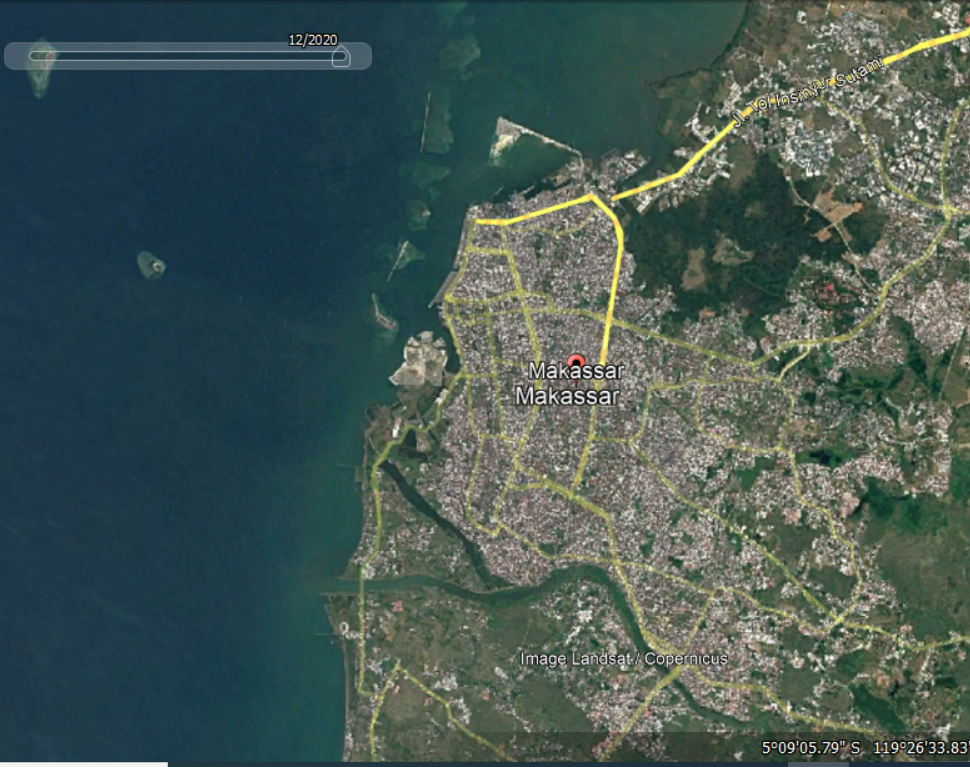 12/2020
Jl. Tol Insinyur Sutami
Makassar
Makassar
Image Landsat / Copernicus
5°09'05.79" S 119°26'33.83"